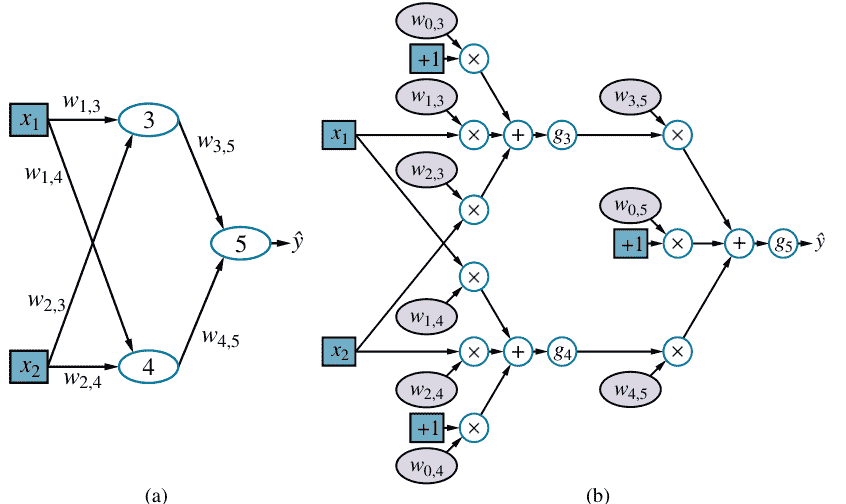 w0,3
+1 ×
w1,3 w1,3 w3,5
x1 3 x1 × + g3 ×
w3,5
w1,4 w2,3
× w0,5
5 ŷ +1 × + g5 ŷ
×
w2,3 w1,4
w4,5
x2 4 x2 × + g4 ×
w2,4 w2,4 w4,5
+1 ×
w0,4
(a) (b)